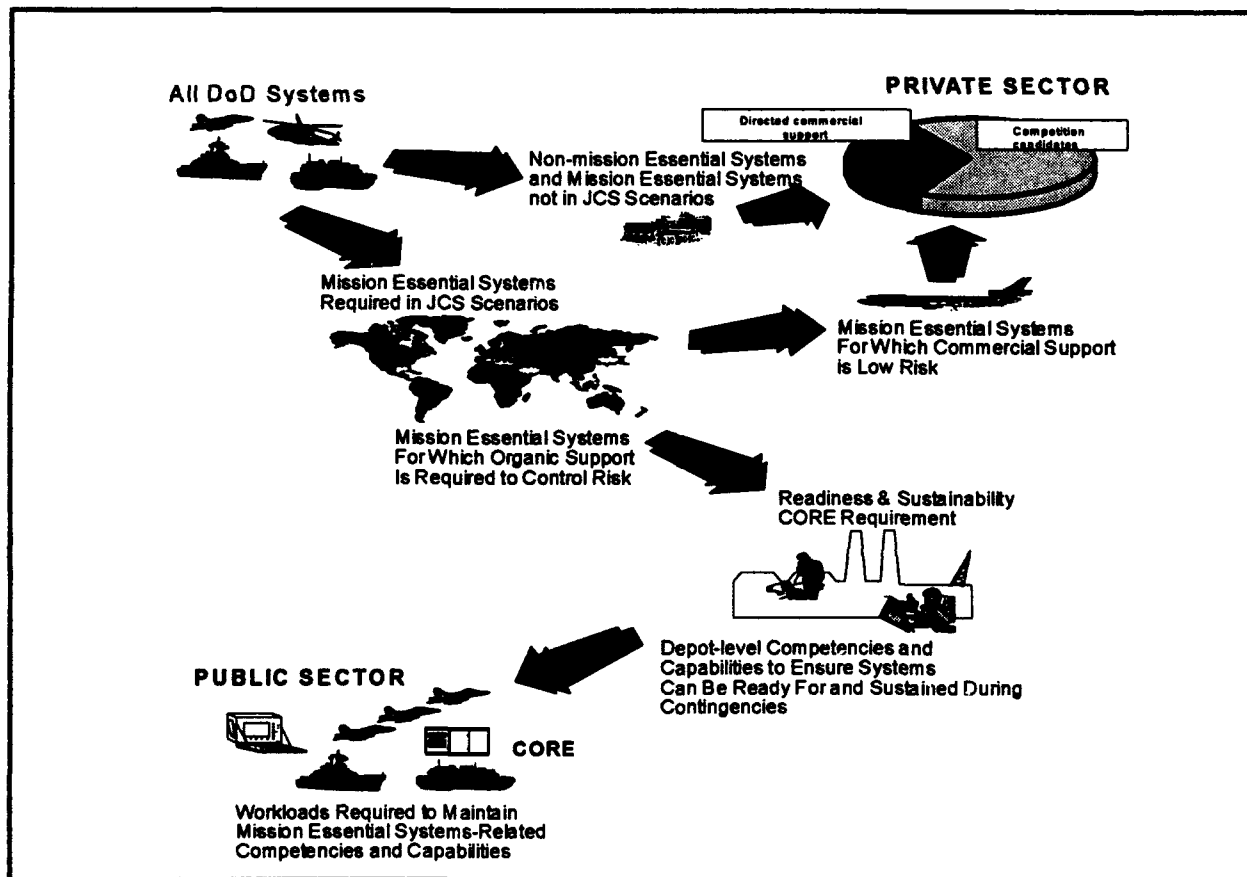 All DoD Systems
PRIVATE SECTOR
Directed commercial
support
Competition
candidates
Non-mission Essential Systems
and Mission Essential Systems
not in JCS Scenarios
Mission Essential Systems
Required in JCS Scenarios
Mission Essential Systems
For Which Commercial Support
is Low Risk
Mission Essential Systems
For Which Organic Support
Is Required to Control Risk
Readiness & Sustainability
CORE Requirement
Depot-level Competencies and
Capabilities to Ensure Systems
Can Be Ready For and Sustained During
Contingencies
PUBLIC SECTOR
CORE
Workloads Required to Maintain
Mission Essential Systems-Related
Competencies and Capabilities